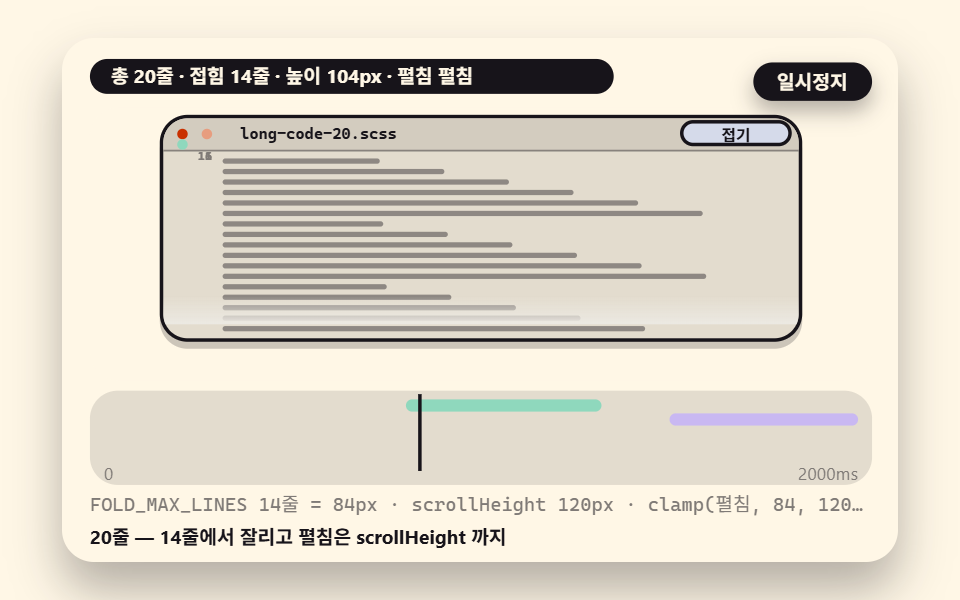 총 20줄 · 접힘 14줄 · 높이 104px · 펼침 펼침
일시정지
long-code-20.scss
접기
0
2000ms
FOLD_MAX_LINES 14줄 = 84px · scrollHeight 120px · clamp(펼침, 84, 120…
20줄 — 14줄에서 잘리고 펼침은 scrollHeight 까지